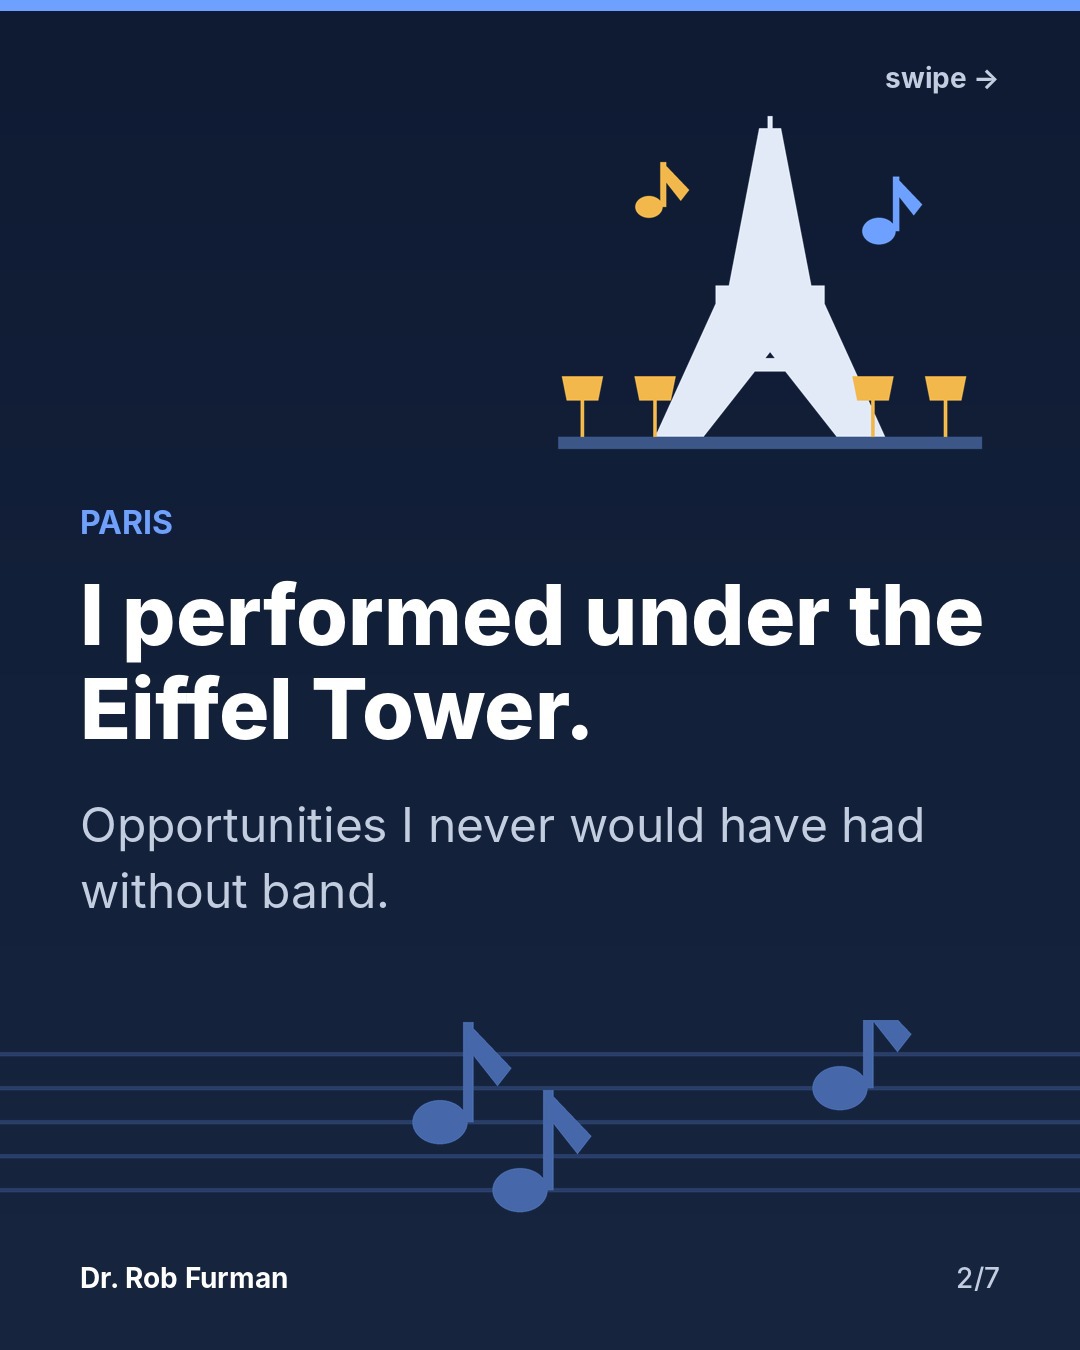 swipe →
PARIS
I performed under the
Eiffel Tower.
Opportunities I never would have had
without band.
Dr. Rob Furman
2/7